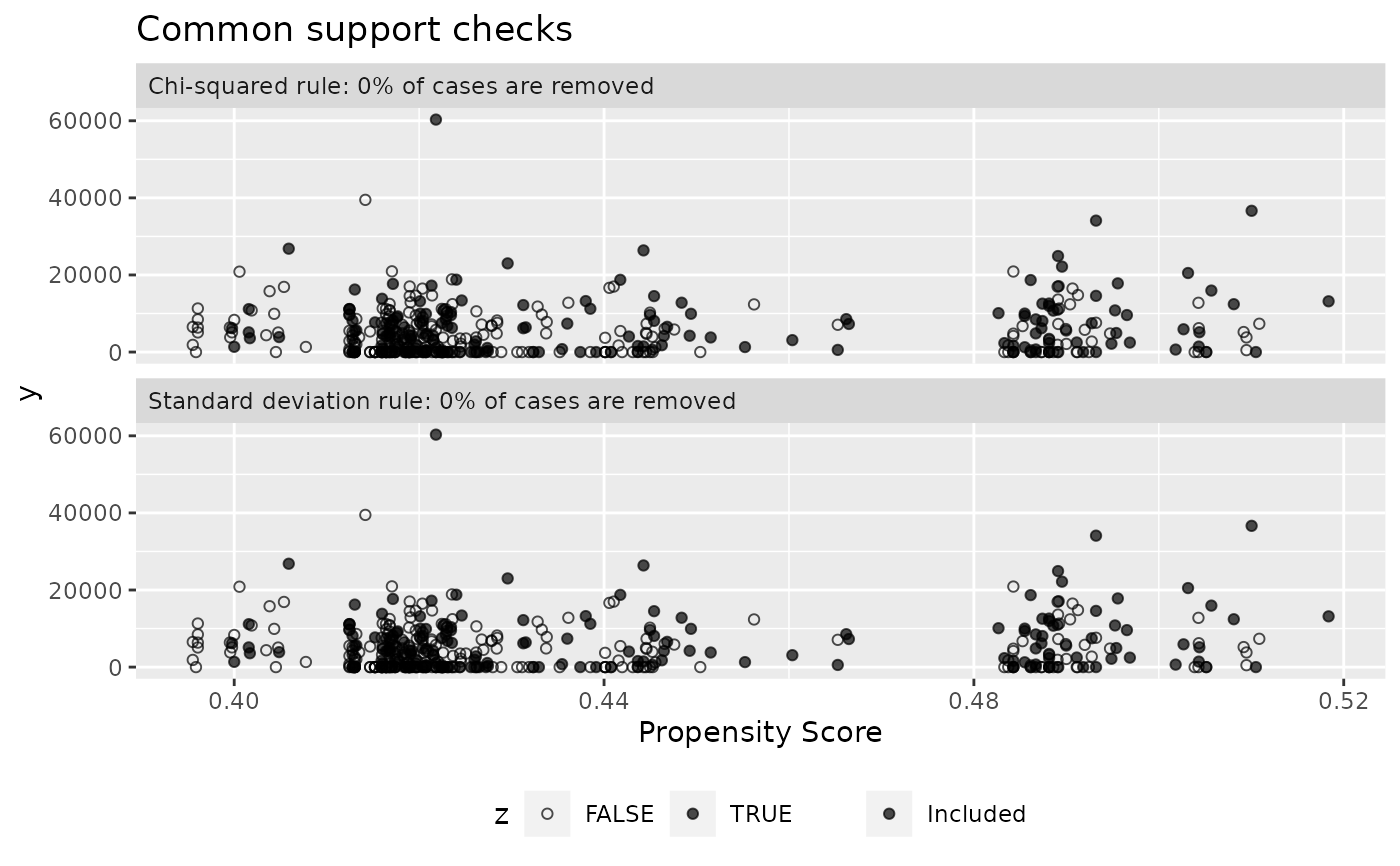 Common support checks
Chi-squared rule: 0% of cases are removed
60000
40000
20000
0
y
Standard deviation rule: 0% of cases are removed
60000
40000
20000
0
0.40 0.44 0.48 0.52
Propensity Score
z FALSE TRUE Included